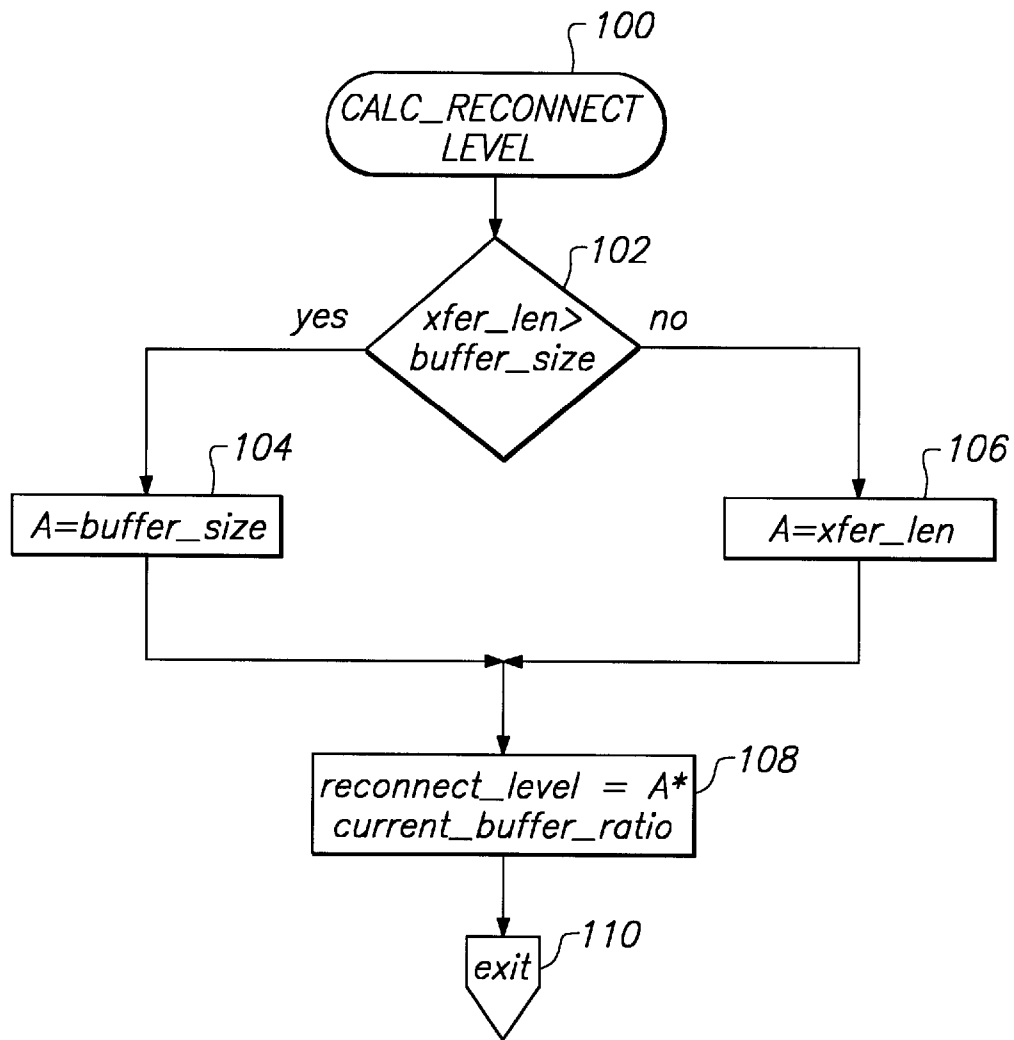 100
CALC_RECONNECT
LEVEL
102
yes
xfer_len>
buffer_size
no
104
A=buffer_size
106
A=xfer_len
108
reconnect_level = A*
current_buffer_ratio
110
exit